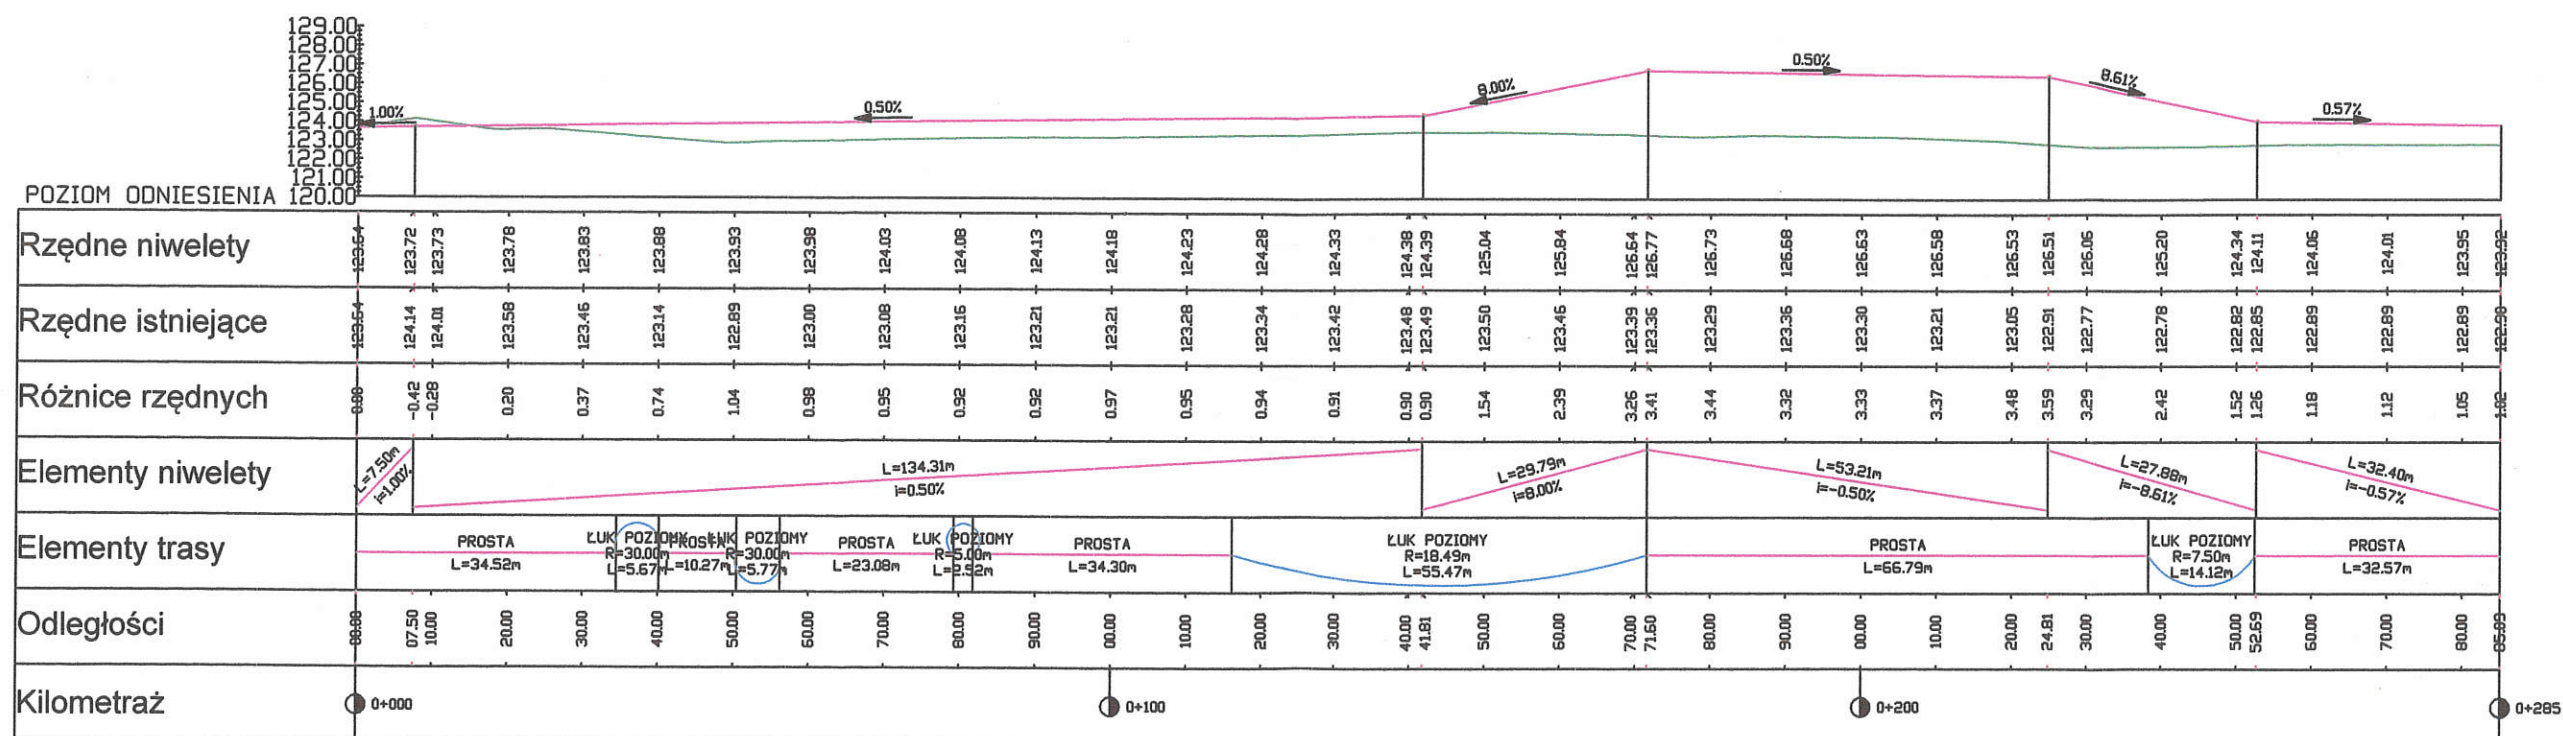 129.00
128.00
127.00
126.00
125.00
124.00
123.00
122.00
121.00
POZIOM ODNIESIENIA 120.00
1.00% 0.50% 8.00% 0.50% 8.61% 0.57%
Rzędne niwelety 123.64 123.72 123.73 123.78 123.83 123.88 123.93 123.98 124.03 124.08 124.13 124.18 124.23 124.28 124.33 124.38 124.39 125.04 125.84 126.64 126.77 126.73 126.68 126.63 126.58 126.53 126.51 126.06 125.20 124.34 124.11 124.06 124.01 123.95 123.92
Rzędne istniejące 123.64 124.14 124.01 123.58 123.46 123.14 122.89 123.00 123.08 123.16 123.21 123.21 123.28 123.34 123.42 123.48 123.49 123.50 123.46 123.39 123.36 123.29 123.36 123.30 123.21 123.05 122.91 122.77 122.78 122.82 122.85 122.89 122.89 122.89 122.90
Różnice rzędnych 0.00 -0.42 -0.28 0.20 0.37 0.74 1.04 0.98 0.95 0.92 0.92 0.97 0.95 0.94 0.91 0.90 0.90 1.54 2.39 3.26 3.41 3.44 3.32 3.33 3.37 3.48 3.59 3.29 2.42 1.52 1.26 1.18 1.12 1.05 1.02
Elementy niwelety
L=7.50m L=134.31m L=29.79m L=53.21m L=27.88m L=32.40m
i=1.00% i=0.50% i=8.00% i=-0.50% i=-8.61% i=-0.57%
Elementy trasy
PROSTA ŁUK POZIOMY PROSTA ŁUK POZIOMY PROSTA ŁUK POZIOMY PROSTA ŁUK POZIOMY PROSTA ŁUK POZIOMY PROSTA
R=30.00m R=30.00m R=5.00m R=18.49m R=7.50m
L=34.52m L=5.67m L=10.27m L=5.77m L=23.08m L=2.52m L=34.30m L=55.47m L=66.79m L=14.12m L=32.57m
Odległości 00.00 07.50 10.00 20.00 30.00 40.00 50.00 60.00 70.00 80.00 90.00 00.00 10.00 20.00 30.00 40.00 41.81 50.00 60.00 70.00 71.60 80.00 90.00 00.00 10.00 20.00 24.81 30.00 40.00 50.00 52.69 60.00 70.00 80.00 85.09
Kilometraż 0+000 0+100 0+200 0+285